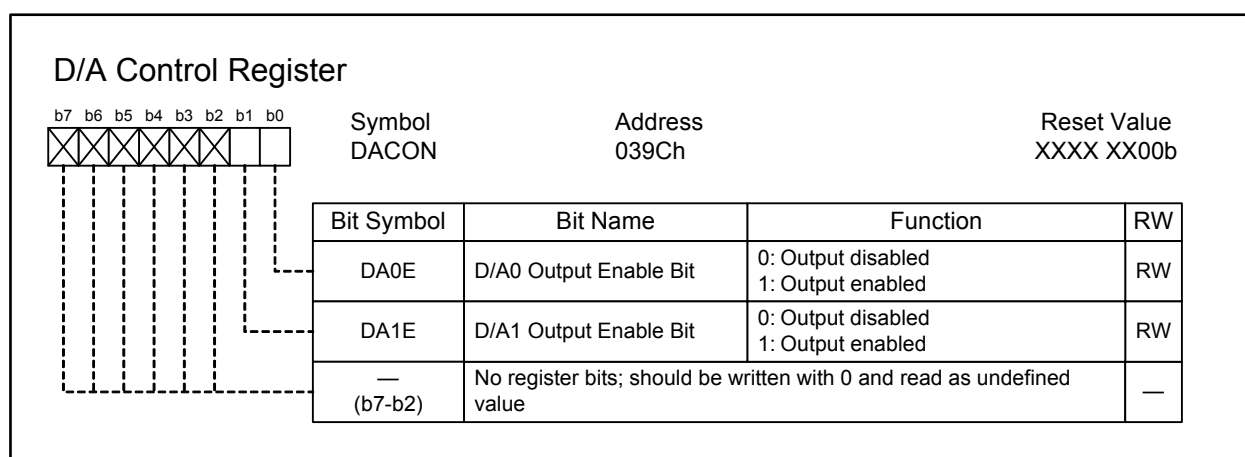 D/A Control Register
b7 b6 b5 b4 b3 b2 b1 b0
Symbol Address Reset Value
DACON 039Ch XXXX XX00b
Bit Symbol Bit Name Function RW
DA0E D/A0 Output Enable Bit 0: Output disabled
1: Output enabled RW
DA1E D/A1 Output Enable Bit 0: Output disabled
1: Output enabled RW
—
(b7-b2) No register bits; should be written with 0 and read as undefined
value —